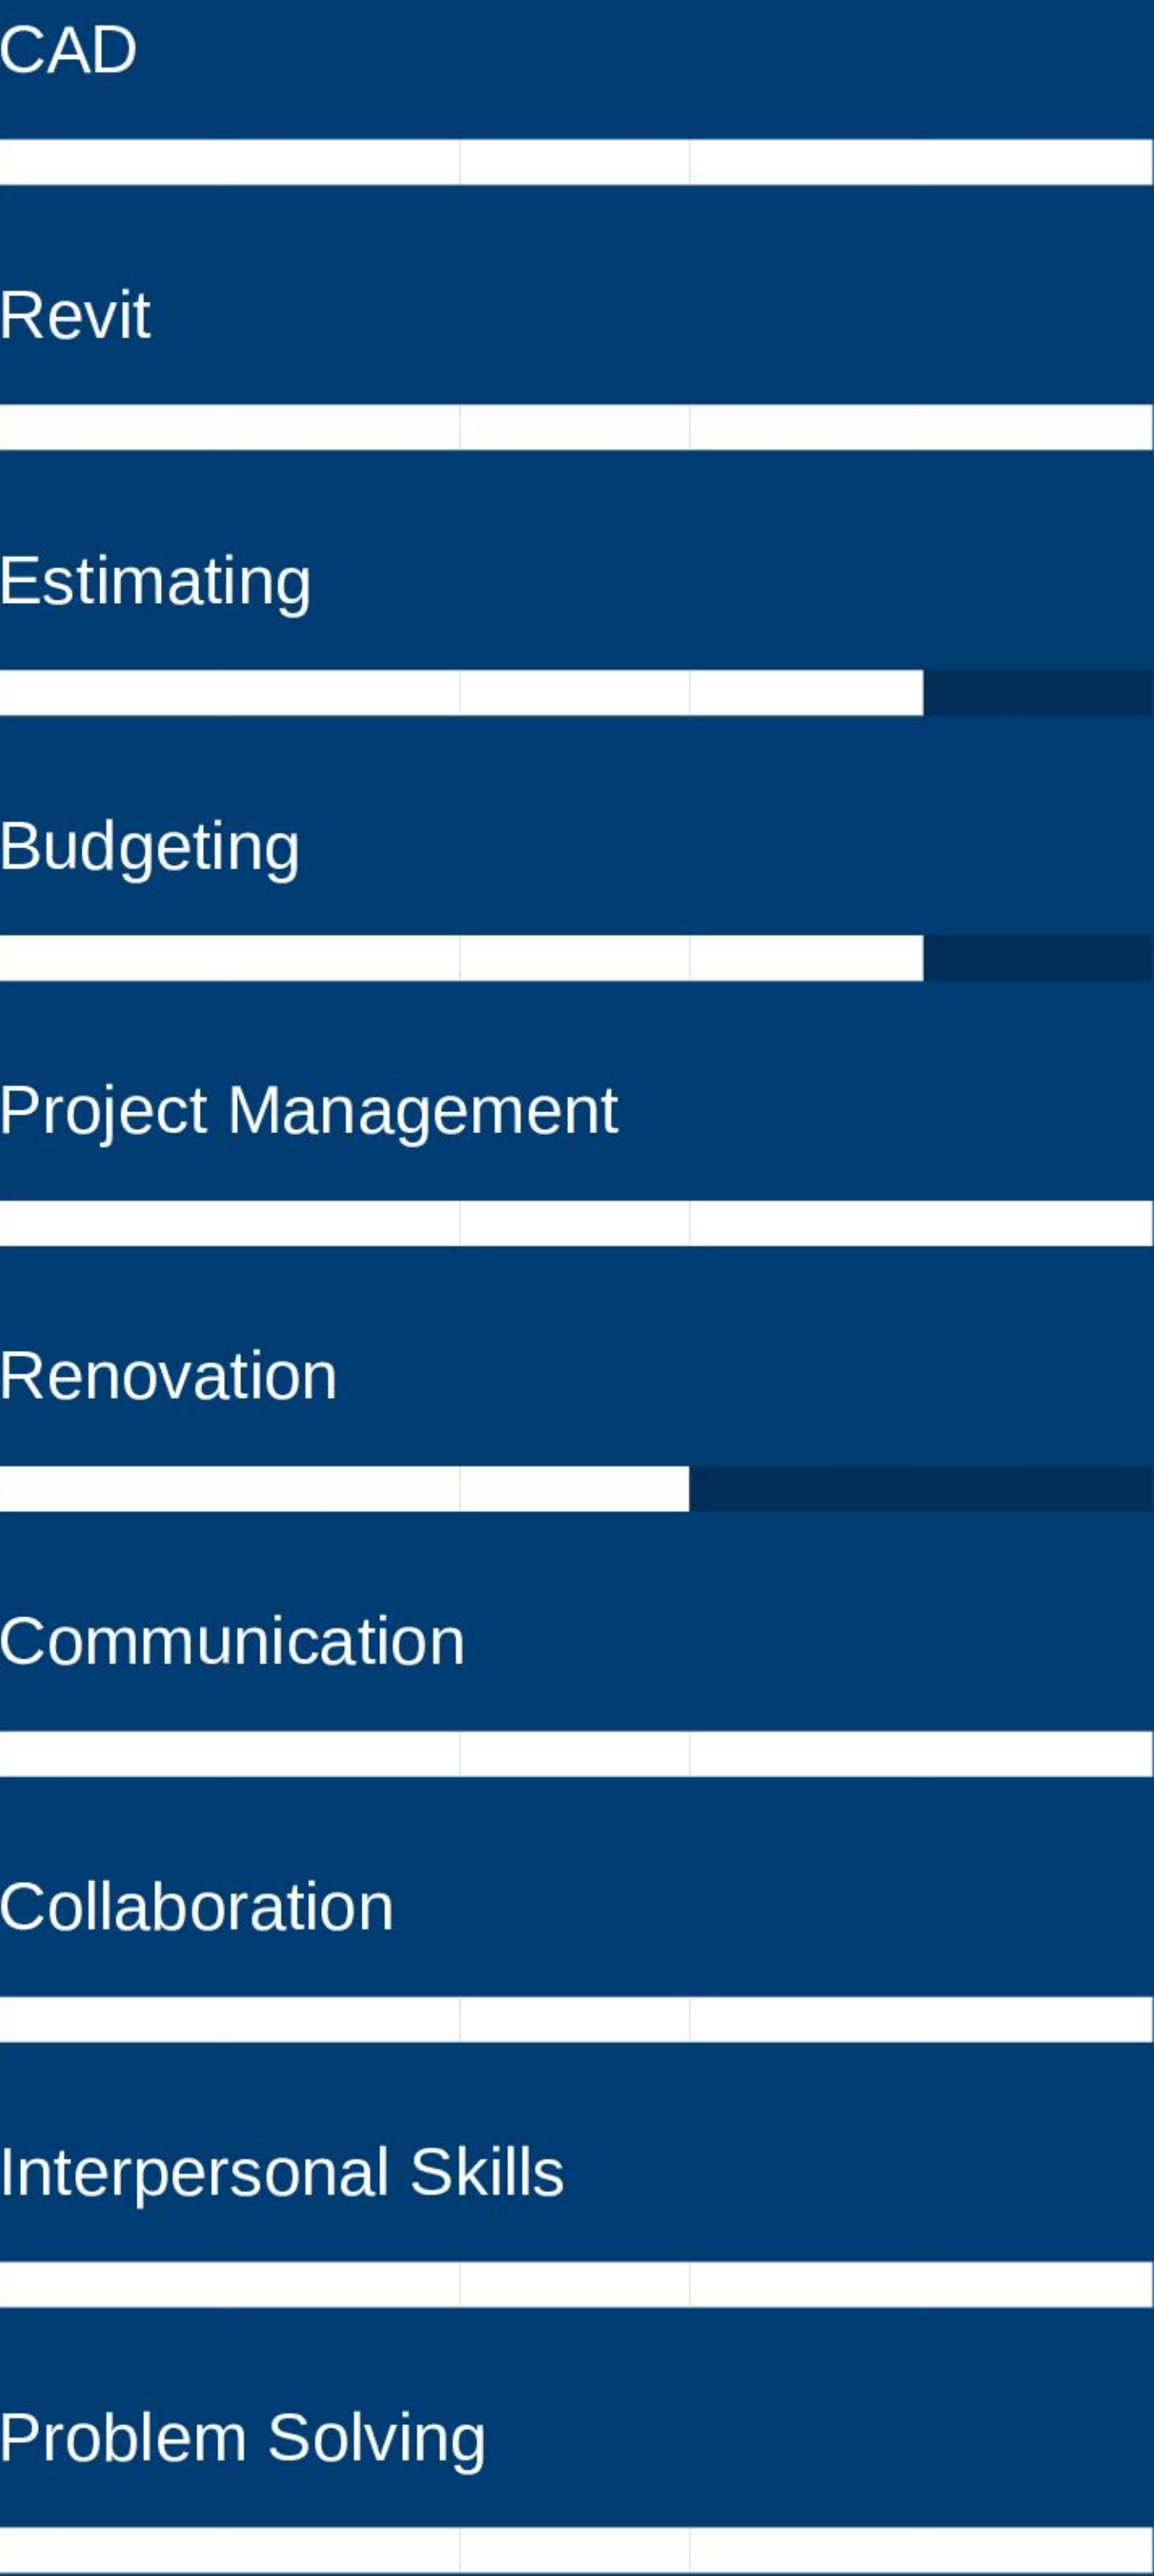 CAD
Revit
Estimating
Budgeting
Project Management
Renovation
Communication
Collaboration
Interpersonal Skills
Problem Solving